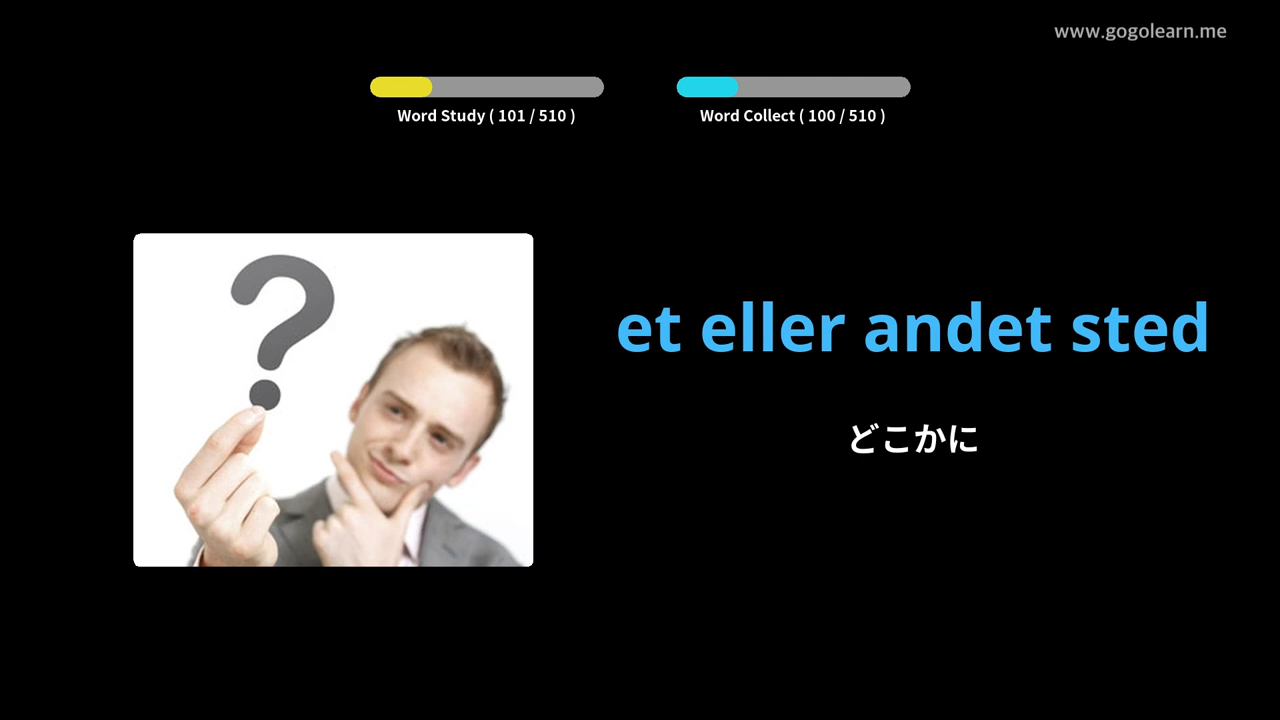 www.gogolearn.me
Word Study ( 101 / 510 )
Word Collect ( 100 / 510 )
et eller andet sted
どこかに